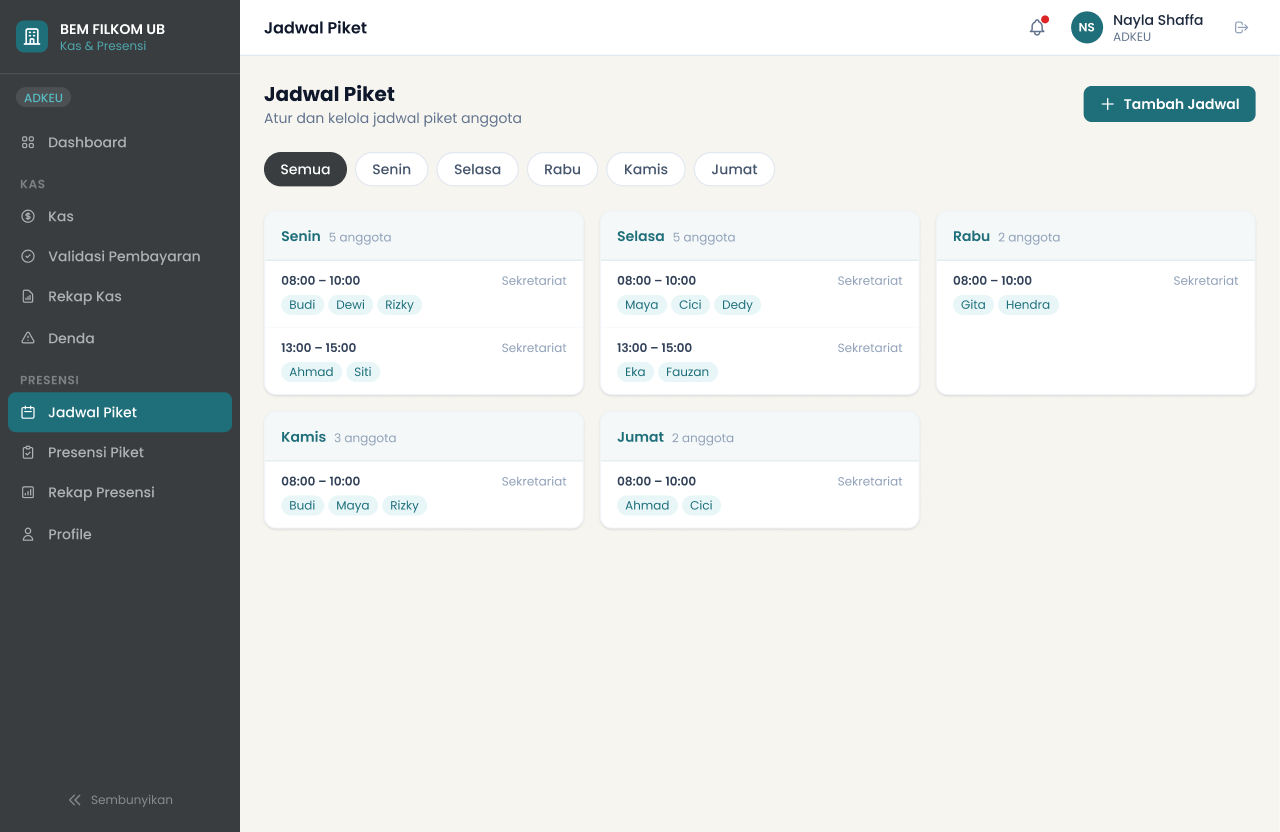 BEM FILKOM UB
Kas & Presensi
ADKEU
Dashboard
KAS
Kas
Validasi Pembayaran
Rekap Kas
Denda
PRESENSI
Jadwal Piket
Presensi Piket
Rekap Presensi
Profile
Sembunyikan
Jadwal Piket
NS
Nayla Shaffa
ADKEU
Jadwal Piket
Atur dan kelola jadwal piket anggota
Tambah Jadwal
Semua Senin Selasa Rabu Kamis Jumat
Senin 5 anggota
08:00 – 10:00 Sekretariat
Budi Dewi Rizky
13:00 – 15:00 Sekretariat
Ahmad Siti
Selasa 5 anggota
08:00 – 10:00 Sekretariat
Maya Cici Dedy
13:00 – 15:00 Sekretariat
Eka Fauzan
Rabu 2 anggota
08:00 – 10:00 Sekretariat
Gita Hendra
Kamis 3 anggota
08:00 – 10:00 Sekretariat
Budi Maya Rizky
Jumat 2 anggota
08:00 – 10:00 Sekretariat
Ahmad Cici